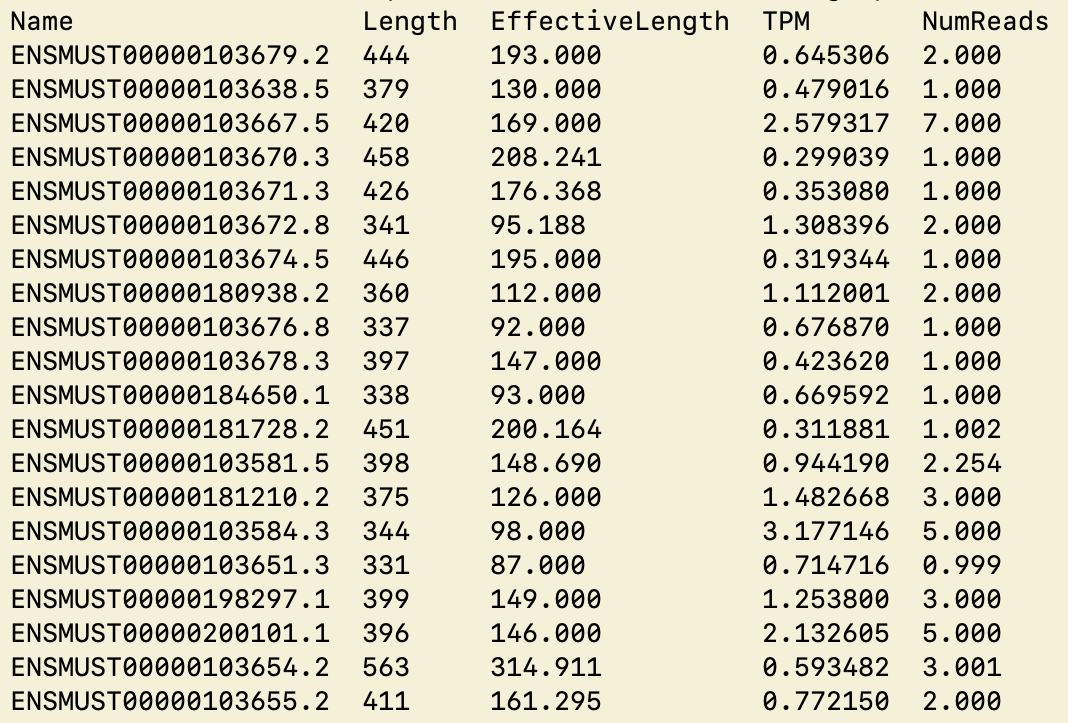 Name Length EffectiveLength TPM NumReads
ENSMUST00000103679.2 444 193.000 0.645306 2.000
ENSMUST00000103638.5 379 130.000 0.479016 1.000
ENSMUST00000103667.5 420 169.000 2.579317 7.000
ENSMUST00000103670.3 458 208.241 0.299039 1.000
ENSMUST00000103671.3 426 176.368 0.353080 1.000
ENSMUST00000103672.8 341 95.188 1.308396 2.000
ENSMUST00000103674.5 446 195.000 0.319344 1.000
ENSMUST00000180938.2 360 112.000 1.112001 2.000
ENSMUST00000103676.8 337 92.000 0.676870 1.000
ENSMUST00000103678.3 397 147.000 0.423620 1.000
ENSMUST00000184650.1 338 93.000 0.669592 1.000
ENSMUST00000181728.2 451 200.164 0.311881 1.002
ENSMUST00000103581.5 398 148.690 0.944190 2.254
ENSMUST00000181210.2 375 126.000 1.482668 3.000
ENSMUST00000103584.3 344 98.000 3.177146 5.000
ENSMUST00000103651.3 331 87.000 0.714716 0.999
ENSMUST00000198297.1 399 149.000 1.253800 3.000
ENSMUST00000200101.1 396 146.000 2.132605 5.000
ENSMUST00000103654.2 563 314.911 0.593482 3.001
ENSMUST00000103655.2 411 161.295 0.772150 2.000